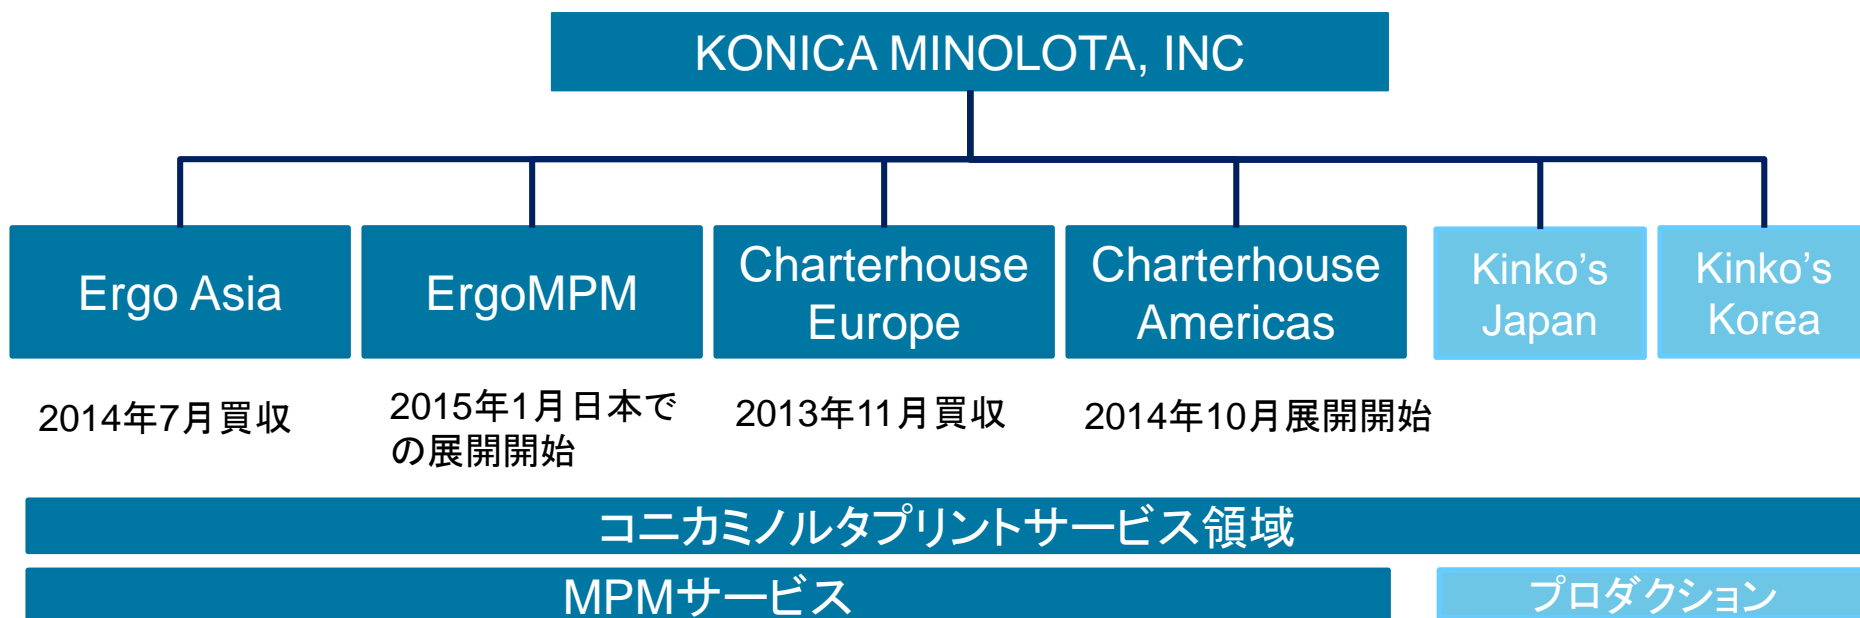 KONICA MINOLOTA, INC
Ergo Asia
ErgoMPM
Charterhouse
Europe
Charterhouse
Americas
Kinko's
Japan
Kinko's
Korea
2014年7月買収
2015年1月日本で
の展開開始
2013年11月買収
2014年10月展開開始
コニカミノルタプリントサービス領域
MPMサービス
プロダクション